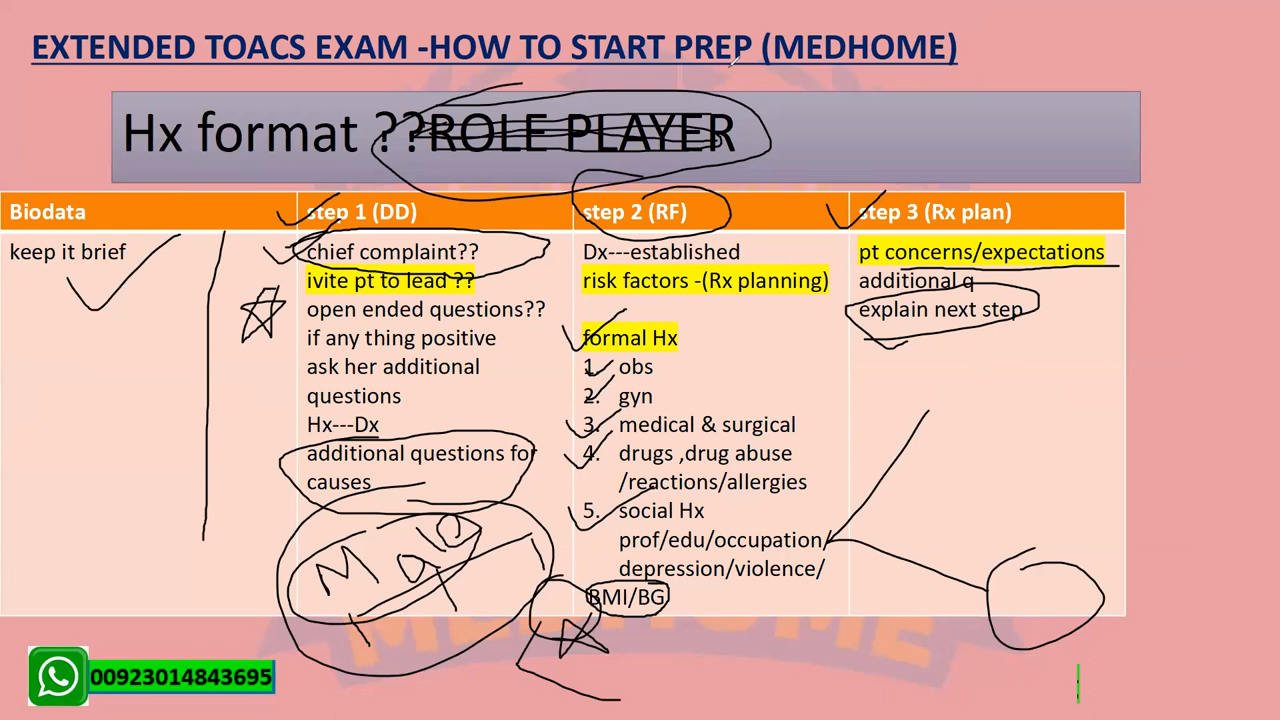 EXTENDED TOACS EXAM -HOW TO START PREP (MEDHOME)
Hx format ??ROLE PLAYER
Biodata
keep it brief
step 1 (DD)
chief complaint??
ivite pt to lead ??
open ended questions??
if any thing positive
ask her additional
questions
Hx---Dx
additional questions for
causes
step 2 (RF)
Dx---established
risk factors -(Rx planning)
formal Hx
1. obs
2. gyn
3. medical & surgical
4. drugs ,drug abuse
/reactions/allergies
5. social Hx
prof/edu/occupation/
depression/violence/
BMI/BG
step 3 (Rx plan)
pt concerns/expectations
additional q
explain next step
MEDHOME
00923014843695